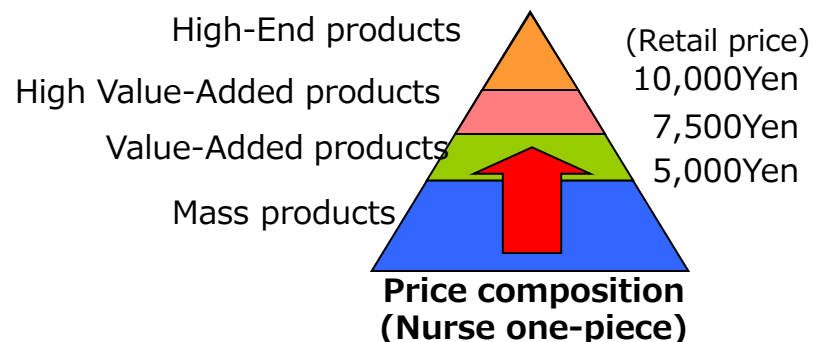 High-End products
(Retail price)
10,000Yen
High Value-Added products
7,500Yen
Value-Added products
5,000Yen
Mass products
Price composition
(Nurse one-piece)